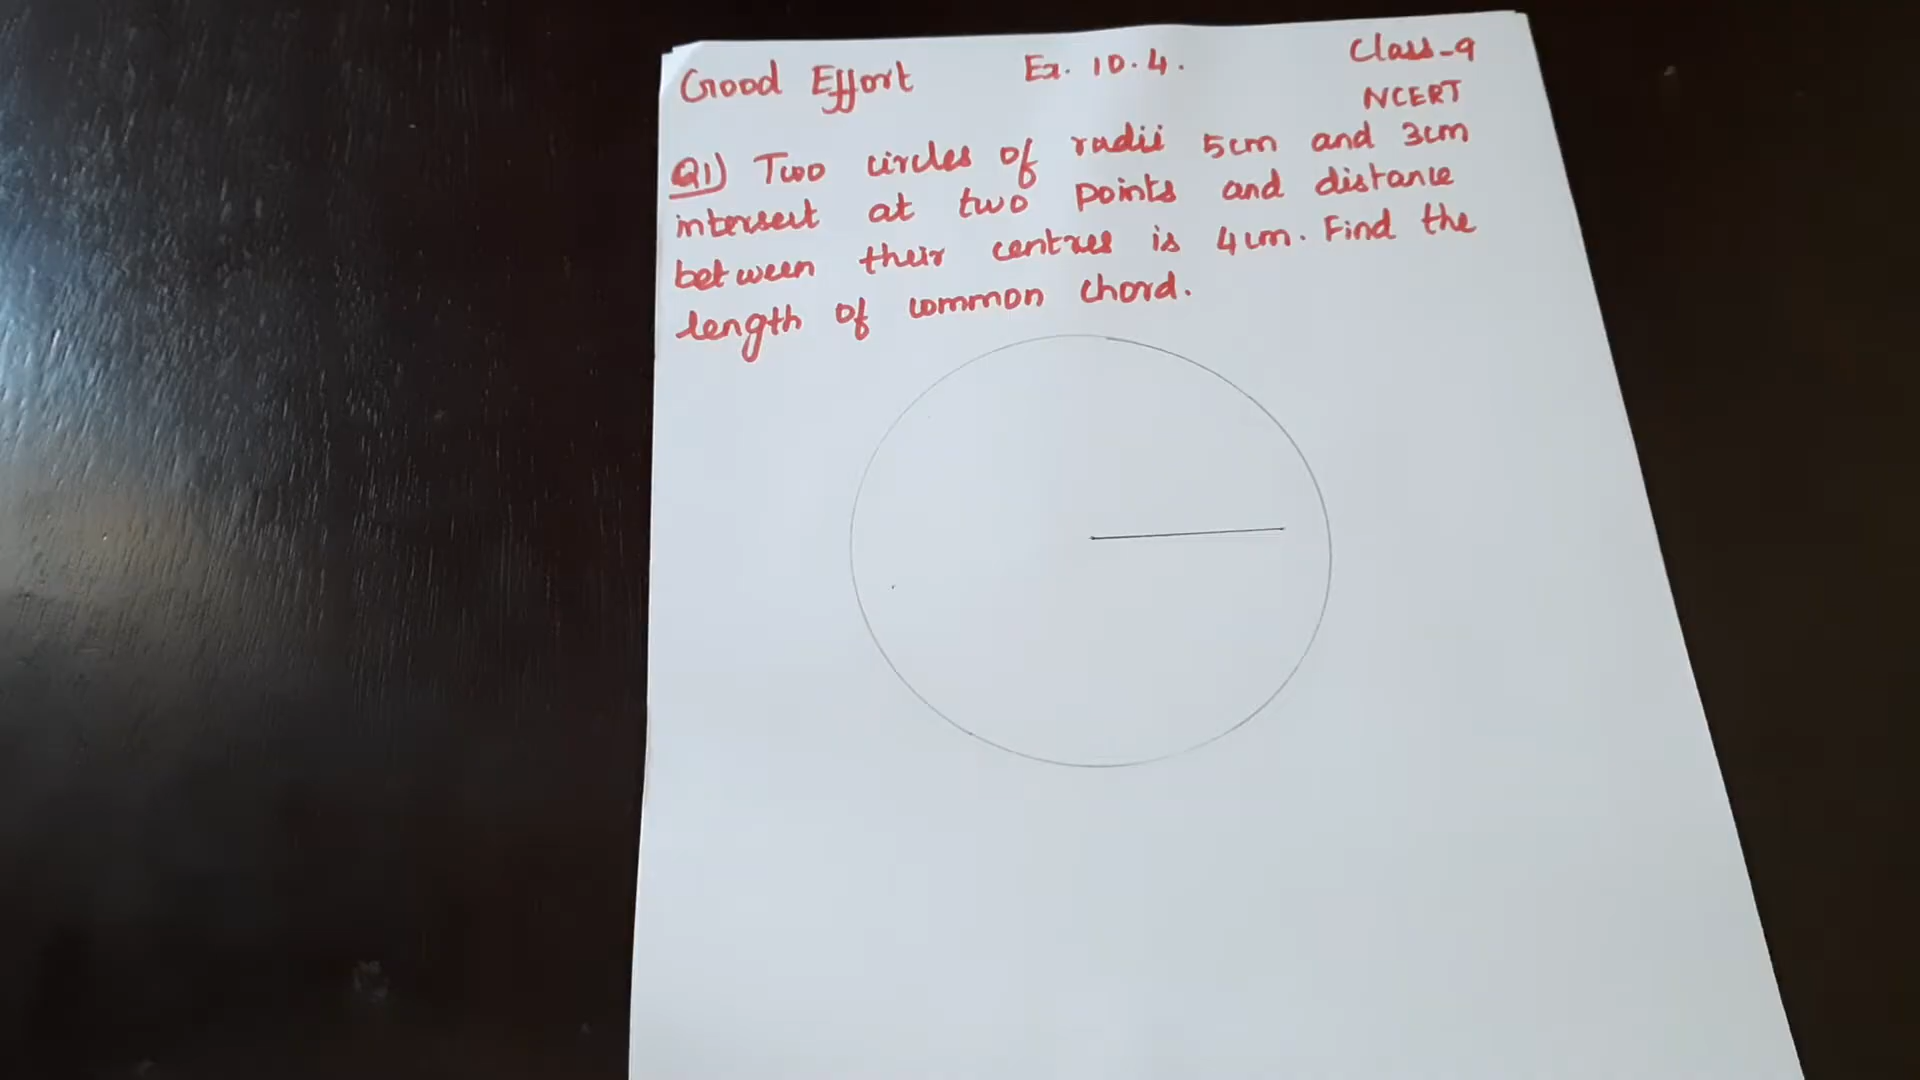 Good Effort Ex. 10.4. Class-9
NCERT
Q1) Two circles of radii 5cm and 3cm
intersect at two points and distance
between their centres is 4cm. Find the
length of common chord.